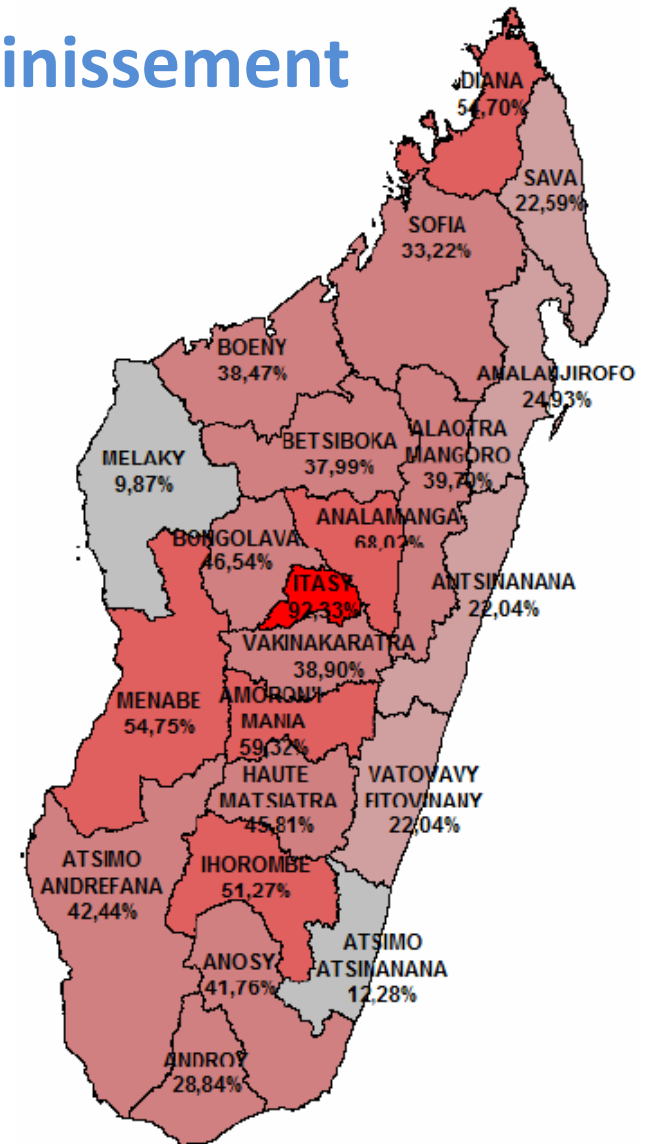 inissement
DIANA
54,70%
SAVA
22,59%
SOFIA
33,22%
BOENY
38,47%
ANALANJIROFO
24,93%
ALAOTRA
MANGORO
39,70%
BETSIBOKA
37,99%
MELAKY
9,87%
ANALAMANGA
68,02%
BONGOLAVA
46,54%
ITASY
92,33%
ANTSINANANA
22,04%
VAKINAKARATRA
38,90%
MENABE
54,75%
AMORON'I
MANIA
59,32%
HAUTE
MATSIATRA
45,81%
VATOVAVY
FITOVINANY
22,04%
ATSIMO
ANDREFANA
42,44%
IHOROMBE
51,27%
ATSIMO
ATSINANANA
12,28%
ANOSY
41,76%
ANDROY
28,84%